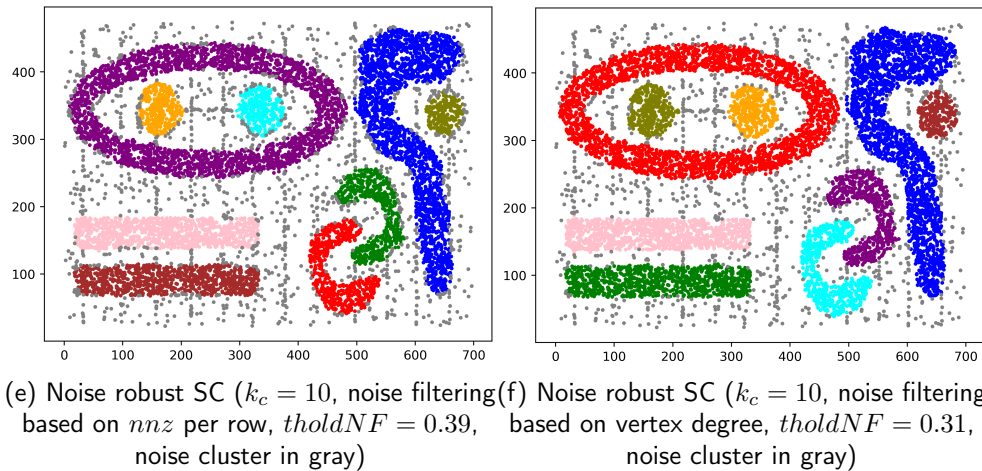 400
300
200
100
0 100 200 300 400 500 600 700
400
300
200
100
0 100 200 300 400 500 600 700
(e) Noise robust SC (k_c = 10, noise filtering
based on nnz per row, tholdNF = 0.39,
noise cluster in gray)
(f) Noise robust SC (k_c = 10, noise filtering
based on vertex degree, tholdNF = 0.31,
noise cluster in gray)